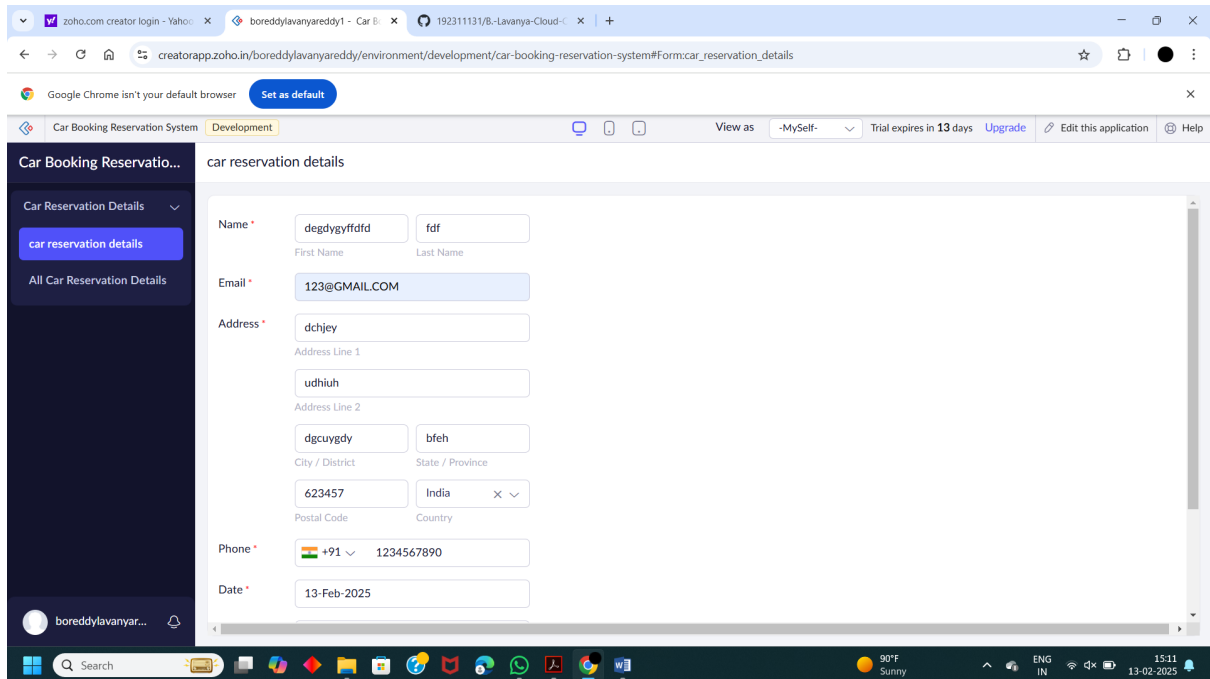 zoho.com creator login - Yahoo
boreddylavanyareddy1 - Car Bo
192311131/B.-Lavanya-Cloud-C
creatorapp.zoho.in/boreddylavanyareddy/environment/development/car-booking-reservation-system#Form:car_reservation_details
Google Chrome isn't your default browser
Set as default
Car Booking Reservation System
Development
View as
-MySelf-
Trial expires in 13 days
Upgrade
Edit this application
Help
Car Booking Reservatio...
car reservation details
Car Reservation Details
car reservation details
All Car Reservation Details
Name *
degdygyffdfd
fdf
First Name
Last Name
Email *
123@GMAIL.COM
Address *
dchjey
Address Line 1
udhiuh
Address Line 2
dgcuygdy
bfeh
City / District
State / Province
623457
India
Postal Code
Country
Phone *
+91
1234567890
Date *
13-Feb-2025
boreddylavanyar...
Search
90°F
Sunny
ENG
IN
15:11
13-02-2025